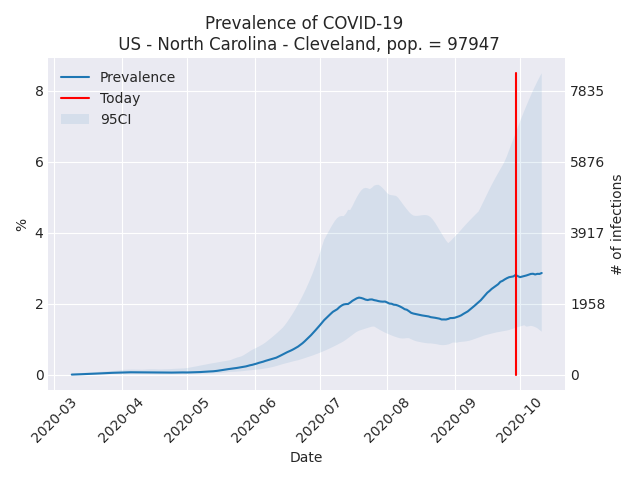 Prevalence of COVID-19
US - North Carolina - Cleveland, pop. = 97947
Prevalence
Today
95CI
8
6
4
2
0
%
7835
5876
3917
1958
0
# of infections
2020-03
2020-04
2020-05
2020-06
2020-07
2020-08
2020-09
2020-10
Date